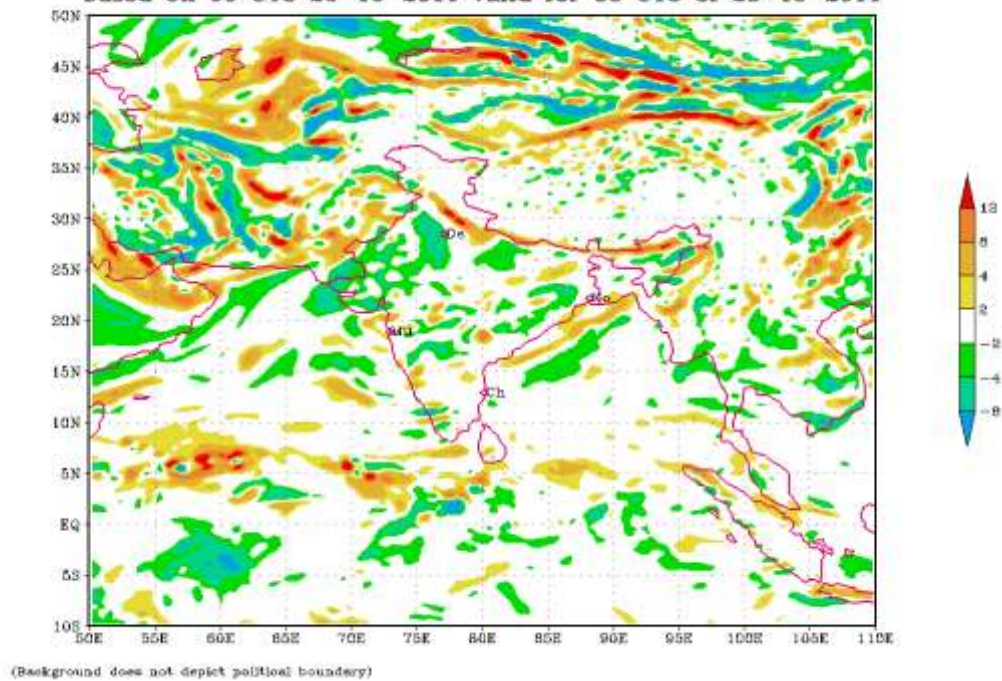 50N
45N
40N
35N
30N
25N
20N
15N
10N
5N
EQ
5S
10S
De
Mu
Ch
50E 55E 60E 65E 70E 75E 80E 85E 90E 95E 100E 105E 110E
8
4
2
-2
-4
-8
(Background does not depict political boundary)